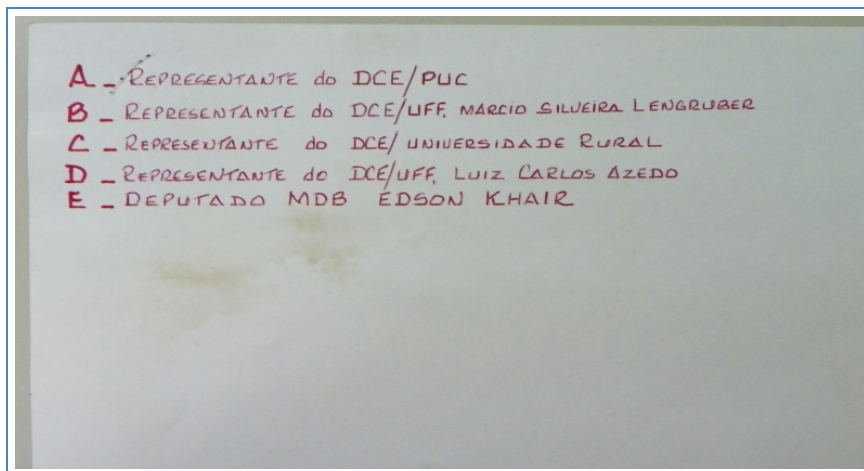 A - REPRESENTANTE do DCE/PUC
B - REPRESENTANTE do DCE/UFF, MARCIO SILVEIRA LENGRUBER
C - REPRESENTANTE do DCE/ UNIVERSIDADE RURAL
D - REPRESENTANTE do DCE/UFF, LUIZ CARLOS AZEDO
E - DEPUTADO MDB EDSON KHAIR